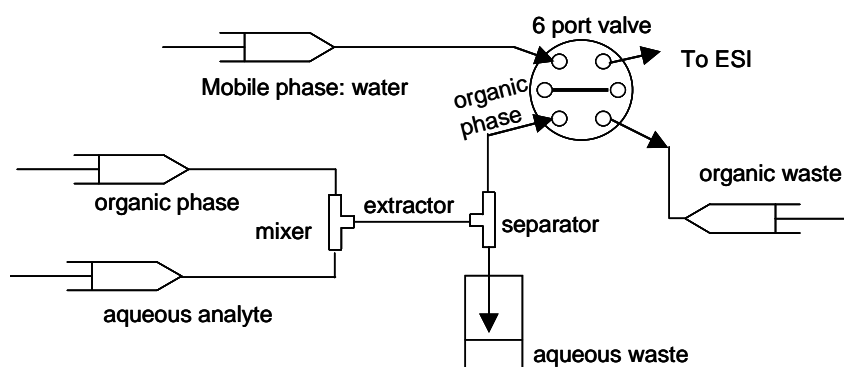 6 port valve
To ESI
Mobile phase: water
organic
phase
organic phase
extractor
organic waste
mixer
separator
aqueous analyte
aqueous waste